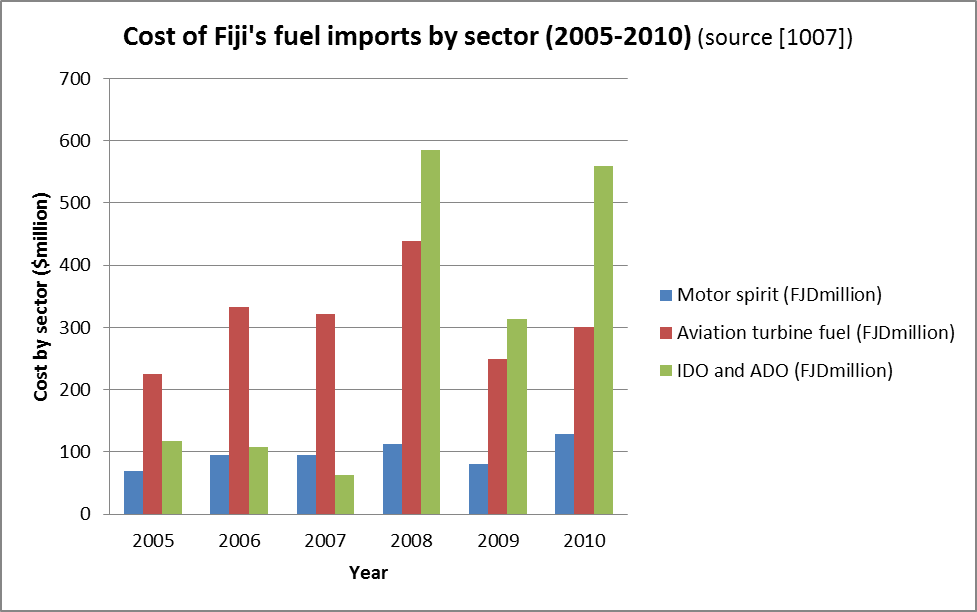 Cost of Fiji's fuel imports by sector (2005-2010) (source [1007])
700
600
500
400
300
200
100
0
Cost by sector ($million)
2005 2006 2007 2008 2009 2010
Year
Motor spirit (FJDmillion)
Aviation turbine fuel (FJDmillion)
IDO and ADO (FJDmillion)